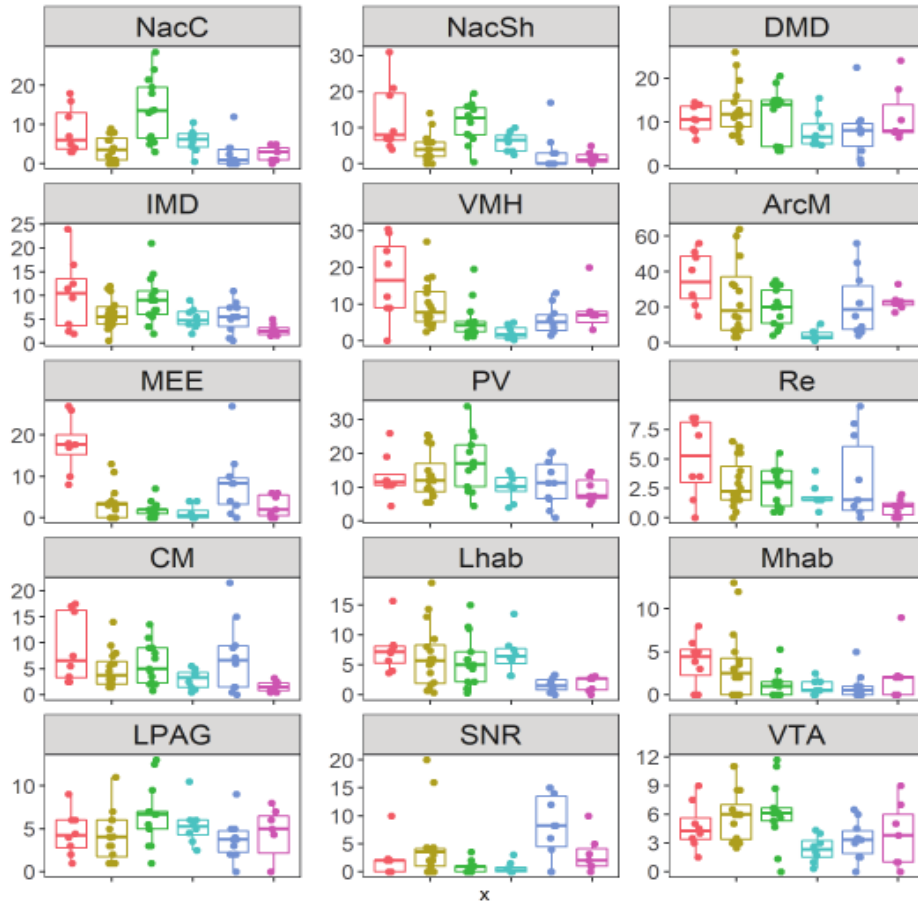 NacC NacSh DMD
20 30 20
10 20 10
0 10 0
0
IMD VMH ArcM
25 30 60
20 20 40
15 10 20
10 0 0
5
0
MEE PV Re
20 30 7.5
10 20 5.0
0 10 2.5
0 0.0
CM Lhab Mhab
20 15 10
15 10 5
10 5 0
5 0
0
LPAG SNR VTA
10 20 12
5 15 9
0 10 6
5 3
0 0
x